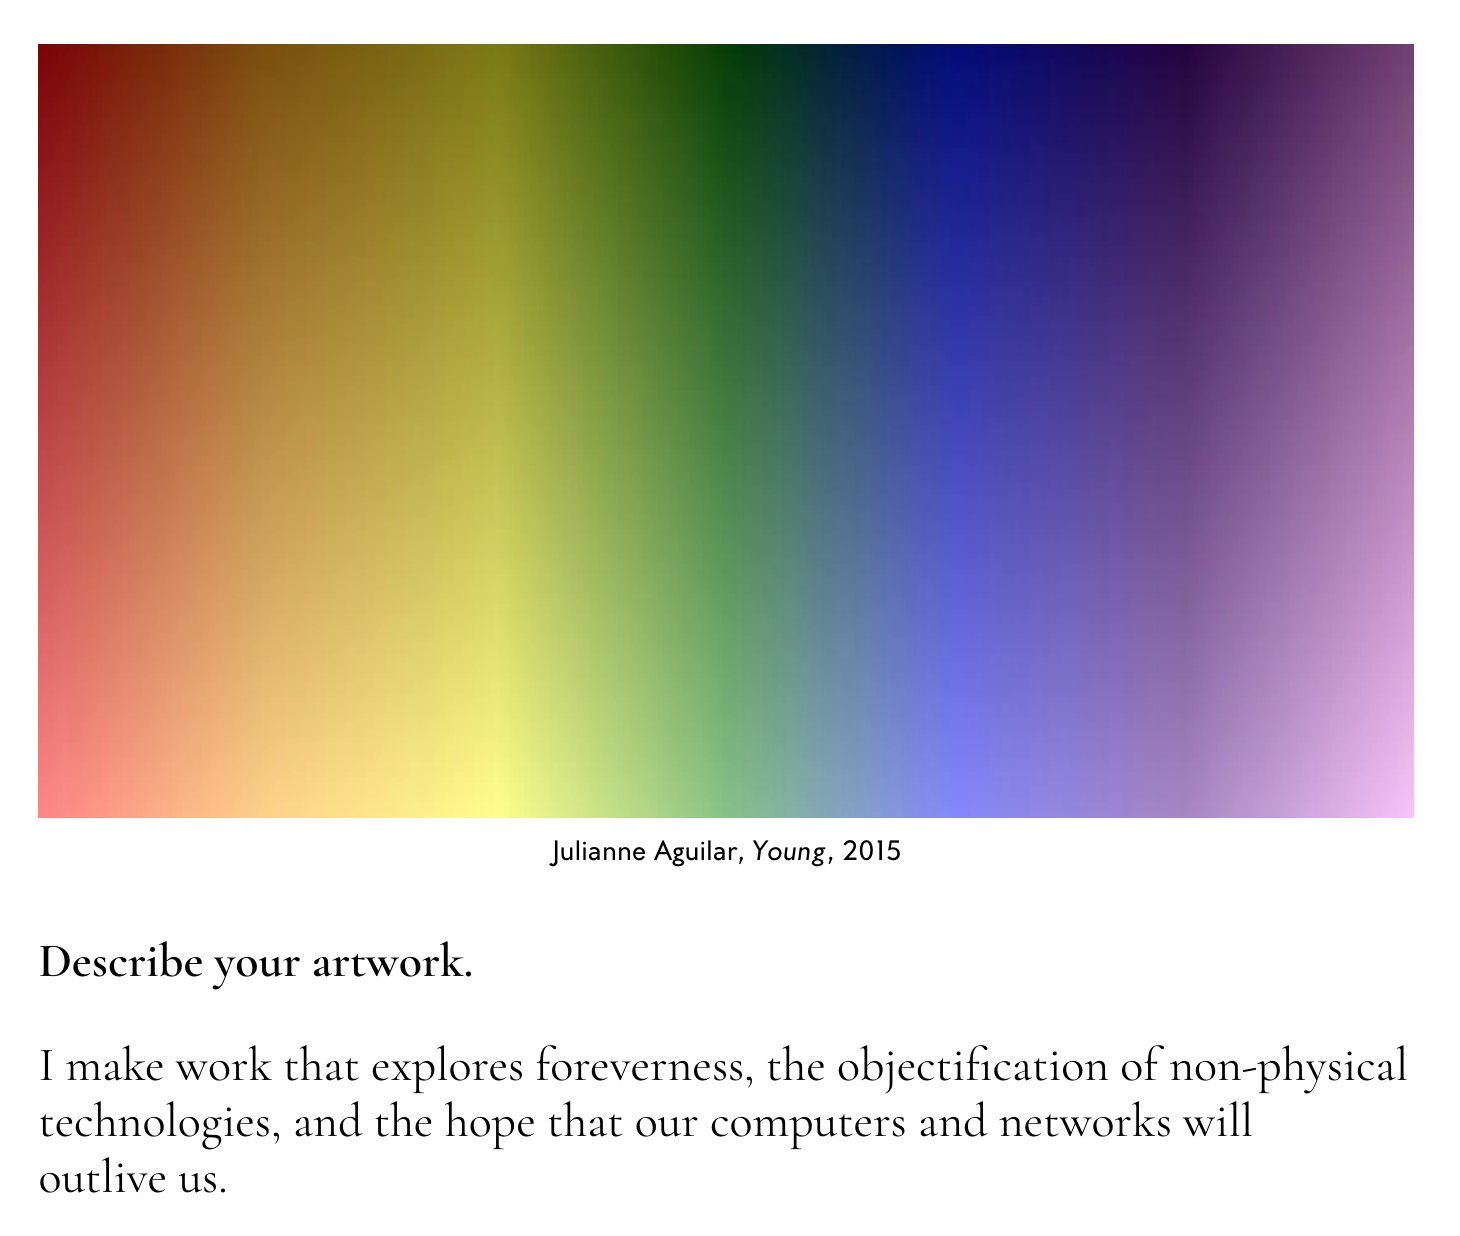 Julianne Aguilar, Young, 2015
Describe your artwork.
I make work that explores foreverness, the objectification of non-physical
technologies, and the hope that our computers and networks will
outlive us.